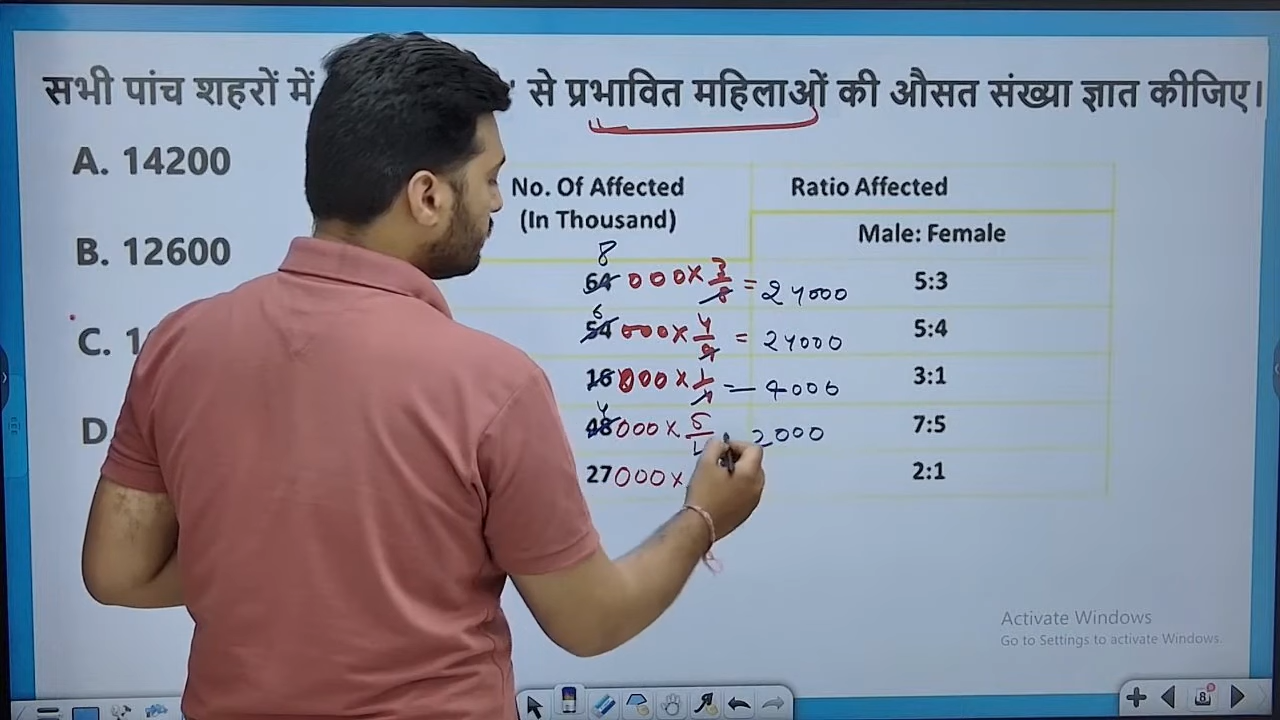 सभी पांच शहरों में से प्रभावित महिलाओं की औसत संख्या ज्ञात कीजिए।
A. 14200
B. 12600
C. 1
D.
No. Of Affected
(In Thousand)
Ratio Affected
Male: Female
8
64 000 × 3/8 = 24000 5:3
6
54 000 × 4/9 = 24000 5:4
16 000 × 1/4 = 4000 3:1
4
48 000 × 5/ 2000 7:5
27 000 × 2:1
Activate Windows
Go to Settings to activate Windows.
8